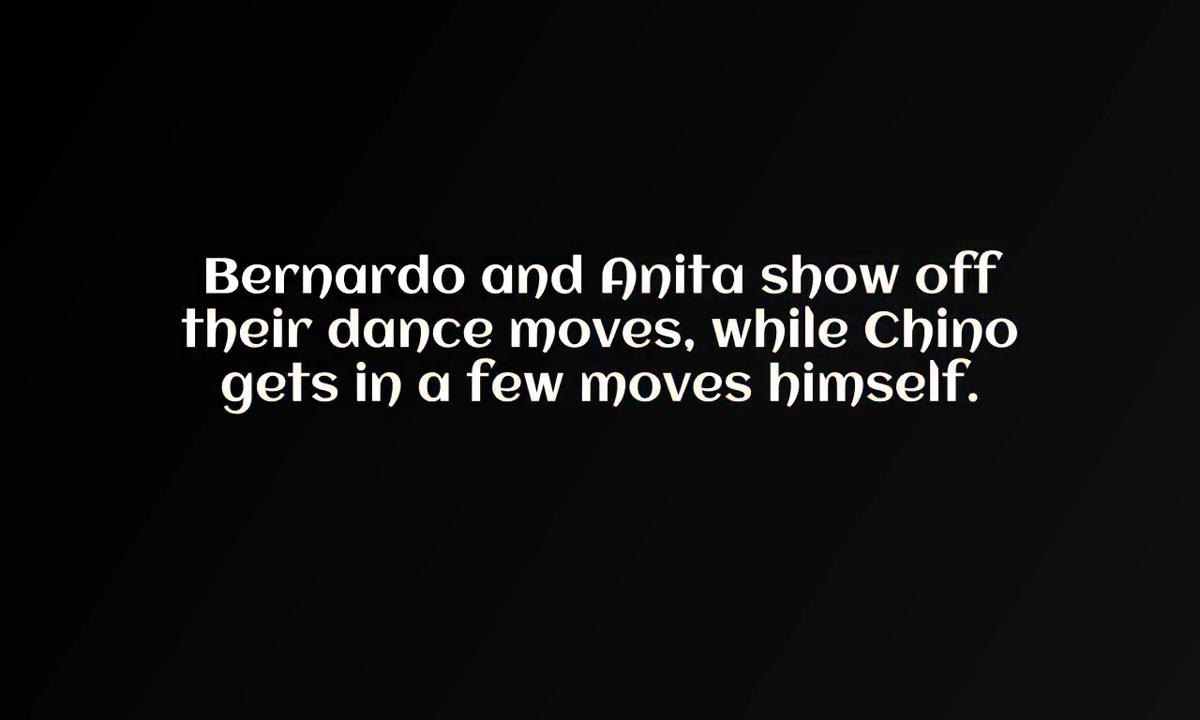 Bernardo and Anita show off
their dance moves, while Chino
gets in a few moves himself.